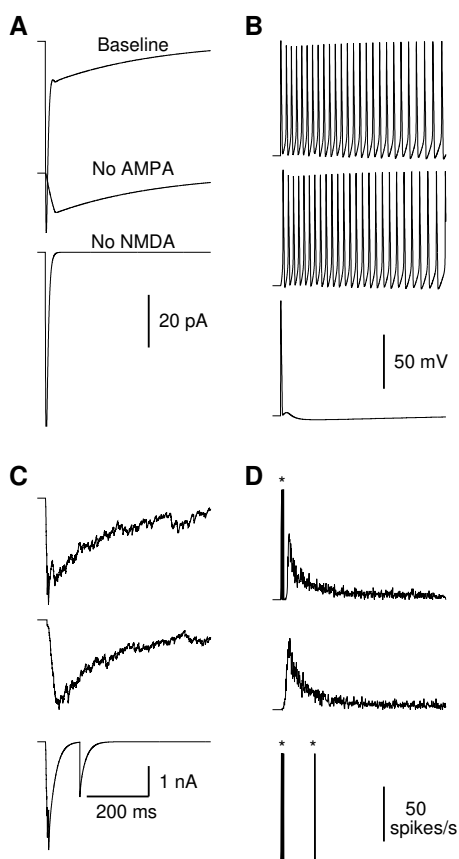 A
B
Baseline
No AMPA
No NMDA
20 pA
50 mV
C
D
*
* *
1 nA
200 ms
50
spikes/s